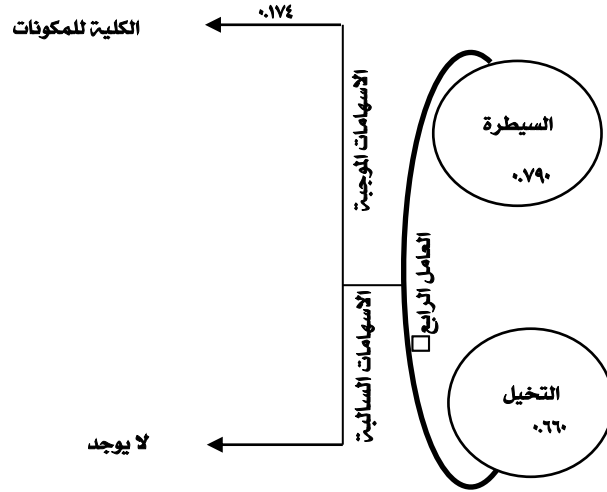 ٠.١٧٤
الكلية للمكونات
السيطرة
٠.٧٩٠
الاسهامات الموجبة
العامل الرابع
الاسهامات السالبة
التخيل
٠.٦٦٠
لا يوجد